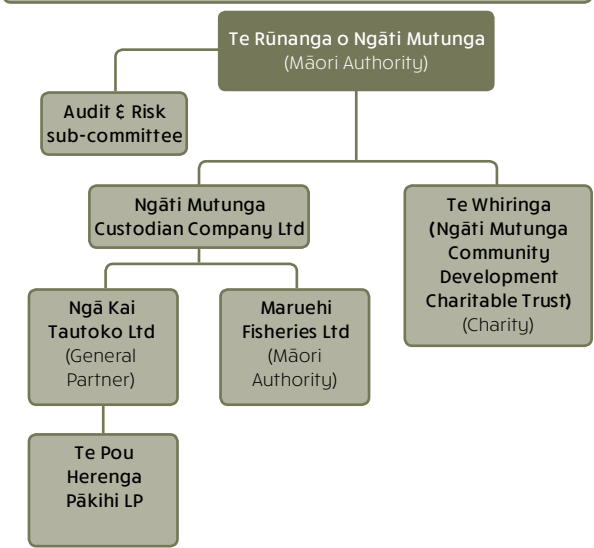 Te Rūnanga o Ngāti Mutunga
(Māori Authority)
Audit & Risk
sub-committee
Ngāti Mutunga
Custodian Company Ltd
Te Whiringa
(Ngāti Mutunga
Community
Development
Charitable Trust)
(Charity)
Ngā Kai
Tautoko Ltd
(General
Partner)
Maruehi
Fisheries Ltd
(Māori
Authority)
Te Pou
Herenga
Pākihi LP